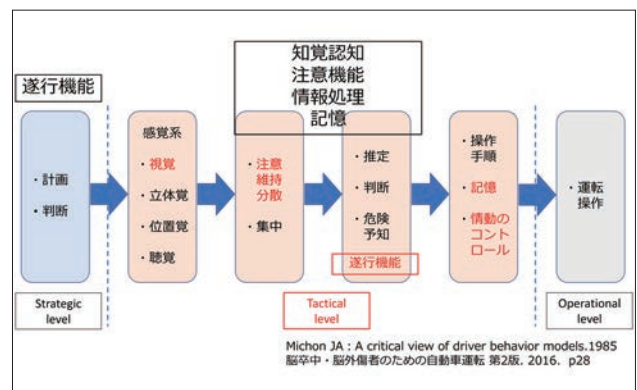 遂行機能
知覚認知
注意機能
情報処理
記憶
・計画
・判断
感覚系
・視覚
・立体覚
・位置覚
・聴覚
・注意
維持
分散
・集中
・推定
・判断
・危険
予知
遂行機能
・操作
手順
・記憶
・情動の
コント
ロール
・運転
操作
Strategic
level
Tactical
level
Operational
level
Michon JA : A critical view of driver behavior models.1985
脳卒中・脳外傷者のための自動車運転 第2版. 2016. p28